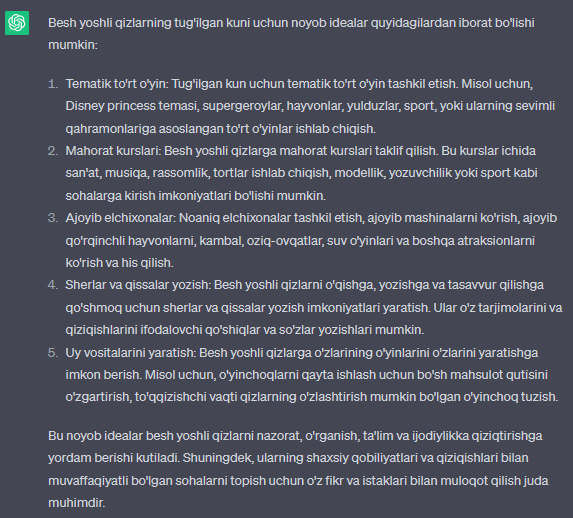 Besh yoshli qizlarning tug'ilgan kuni uchun noyob idealar quyidagilardan iborat bo'lishi
mumkin:
1. Tematik to'rt o'yin: Tug'ilgan kun uchun tematik to'rt o'yin tashkil etish. Misol uchun,
Disney princess temasi, supergeroylar, hayvonlar, yulduzlar, sport, yoki ularning sevimli
qahramonlariga asoslangan to'rt o'yinlar ishlab chiqish.
2. Mahorat kurslari: Besh yoshli qizlarga mahorat kurslari taklif qilish. Bu kurslar ichida
san'at, musiqa, rassomlik, tortlar ishlab chiqish, modellik, yozuvchilik yoki sport kabi
sohalarga kirish imkoniyatlari bo'lishi mumkin.
3. Ajoyib elchixonalar: Noaniq elchixonalar tashkil etish, ajoyib mashinalarni ko'rish, ajoyib
qo'rqinchli hayvonlarni, kambal, oziq-ovqatlar, suv o'yinlari va boshqa atraksionlarni
ko'rish va his qilish.
4. Sherlar va qissalar yozish: Besh yoshli qizlarni o'qishga, yozishga va tasavvur qilishga
qo'shmoq uchun sherlar va qissalar yozish imkoniyatlari yaratish. Ular o'z tarjimolarini va
qiziqishlarini ifodalovchi qo'shiqlar va so'zlar yozishlari mumkin.
5. Uy vositalarini yaratish: Besh yoshli qizlarga o'zlarining o'yinlarini o'zlarini yaratishga
imkon berish. Misol uchun, o'yinchoqlarni qayta ishlash uchun bo'sh mahsulot qutisini
o'zgartirish, to'qqizishchi vaqti qizlarning o'zlashtirish mumkin bo'lgan o'yinchoq tuzish.
Bu noyob idealar besh yoshli qizlarni nazorat, o'rganish, ta'lim va ijodiylikka qiziqtirishga
yordam berishi kutiladi. Shuningdek, ularning shaxsiy qobiliyatlari va qiziqishlari bilan
muvaffaqiyatli bo'lgan sohalarni topish uchun o'z fikr va istaklari bilan muloqot qilish juda
muhimdir.